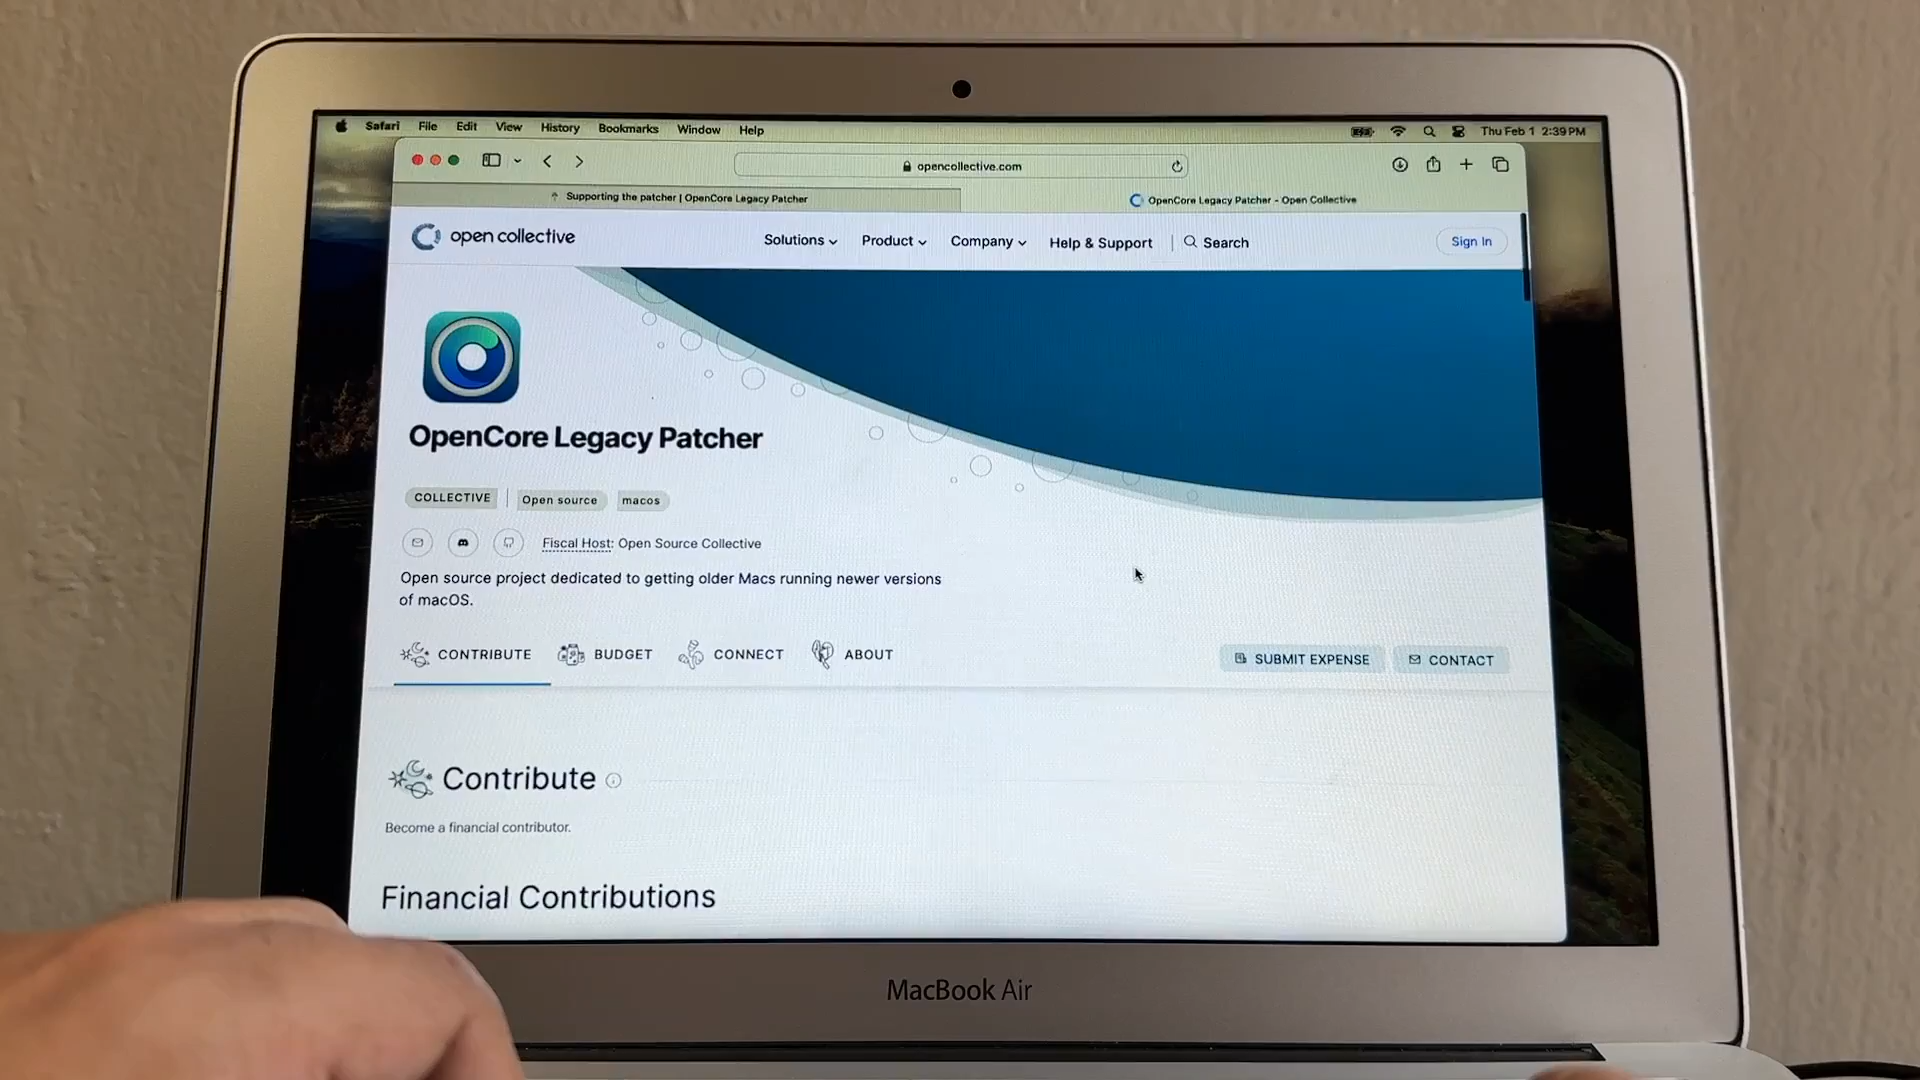 Safari File Edit View History Bookmarks Window Help Thu Feb 1 2:39 PM
opencollective.com
Supporting the patcher | OpenCore Legacy Patcher
OpenCore Legacy Patcher - Open Collective
open collective
Solutions Product Company Help & Support Search Sign In
OpenCore Legacy Patcher
COLLECTIVE Open source macos
Fiscal Host: Open Source Collective
Open source project dedicated to getting older Macs running newer versions
of macOS.
CONTRIBUTE BUDGET CONNECT ABOUT SUBMIT EXPENSE CONTACT
Contribute
Become a financial contributor.
Financial Contributions
MacBook Air